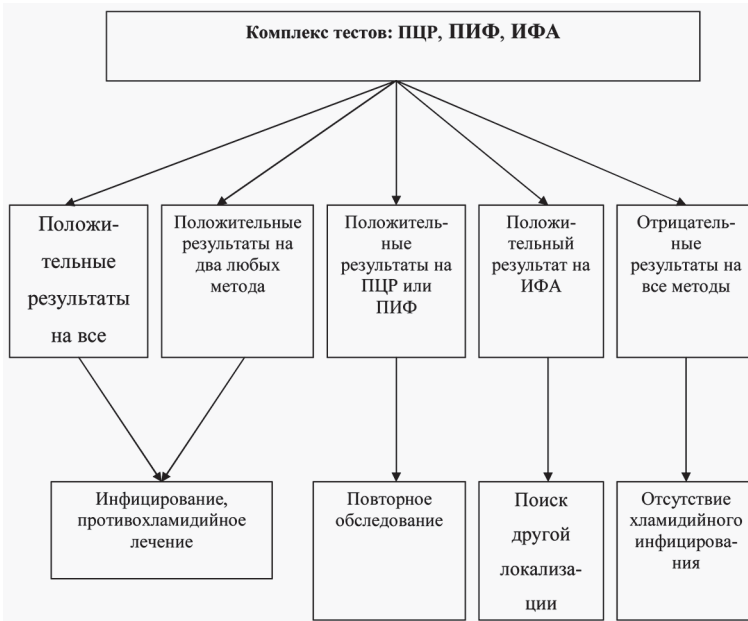 Комплекс тестов: ПЦР, ПИФ, ИФА
Положи-
тельные
результаты
на все
Положительные
результаты на
два любых
метода
Положитель-
ные
результаты на
ПЦР или
ПИФ
Положи-
тельный
результат на
ИФА
Отрицатель-
ные
результаты на
все методы
Инфицирование,
противохламидийное
лечение
Повторное
обследование
Поиск
другой
локализа-
ции
Отсутствие
хламидийного
инфицирова-
ния